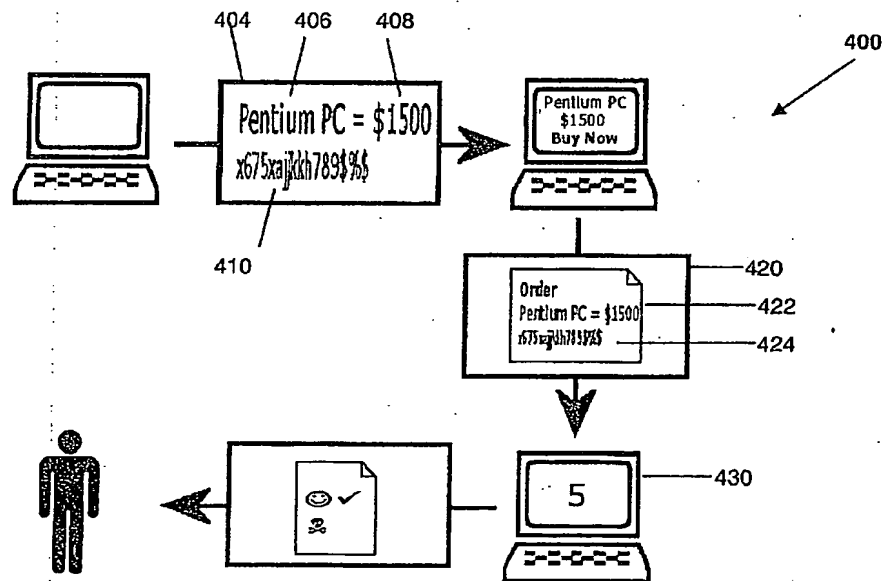 404 406 408
400
Pentium PC = $1500
x675xajjkkh789$%$
410
Pentium PC
$1500
Buy Now
420
Order
Pentium PC = $1500
422
424
430
5